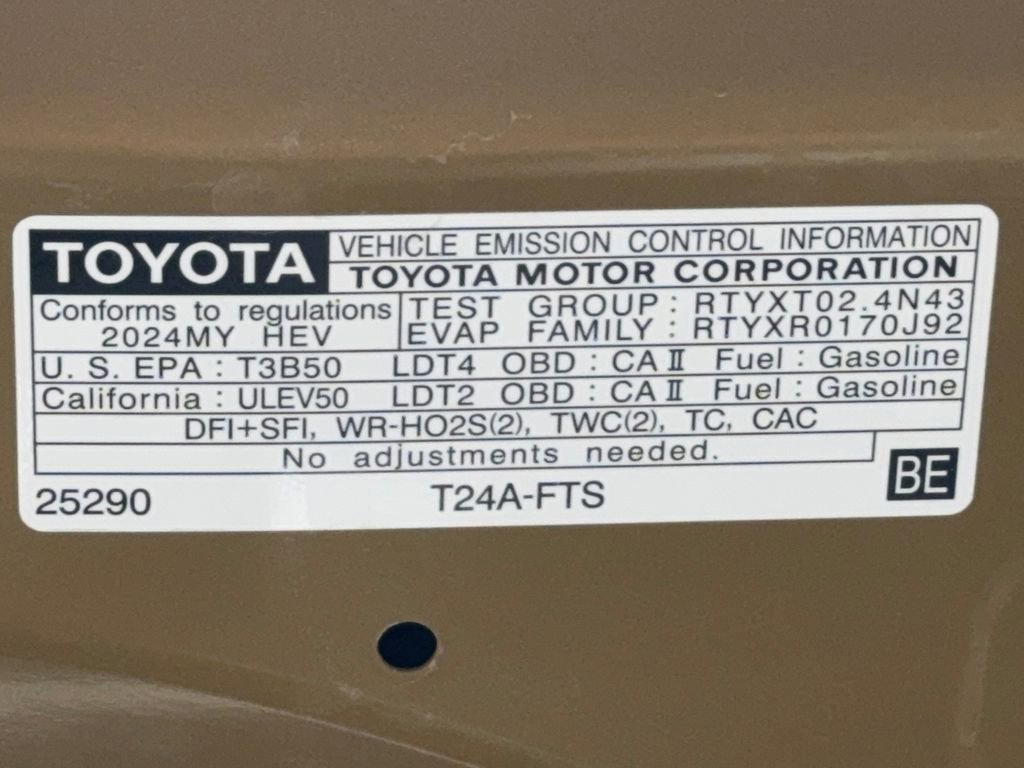 TOYOTA VEHICLE EMISSION CONTROL INFORMATION
TOYOTA MOTOR CORPORATION
Conforms to regulations
2024MY HEV
TEST GROUP : RTYXT02.4N43
EVAP FAMILY : RTYXR0170J92
U. S. EPA : T3B50 LDT4 OBD : CA II Fuel : Gasoline
California : ULEV50 LDT2 OBD : CA II Fuel : Gasoline
DFI+SFI, WR-HO2S(2), TWC(2), TC, CAC
No adjustments needed.
25290 T24A-FTS BE